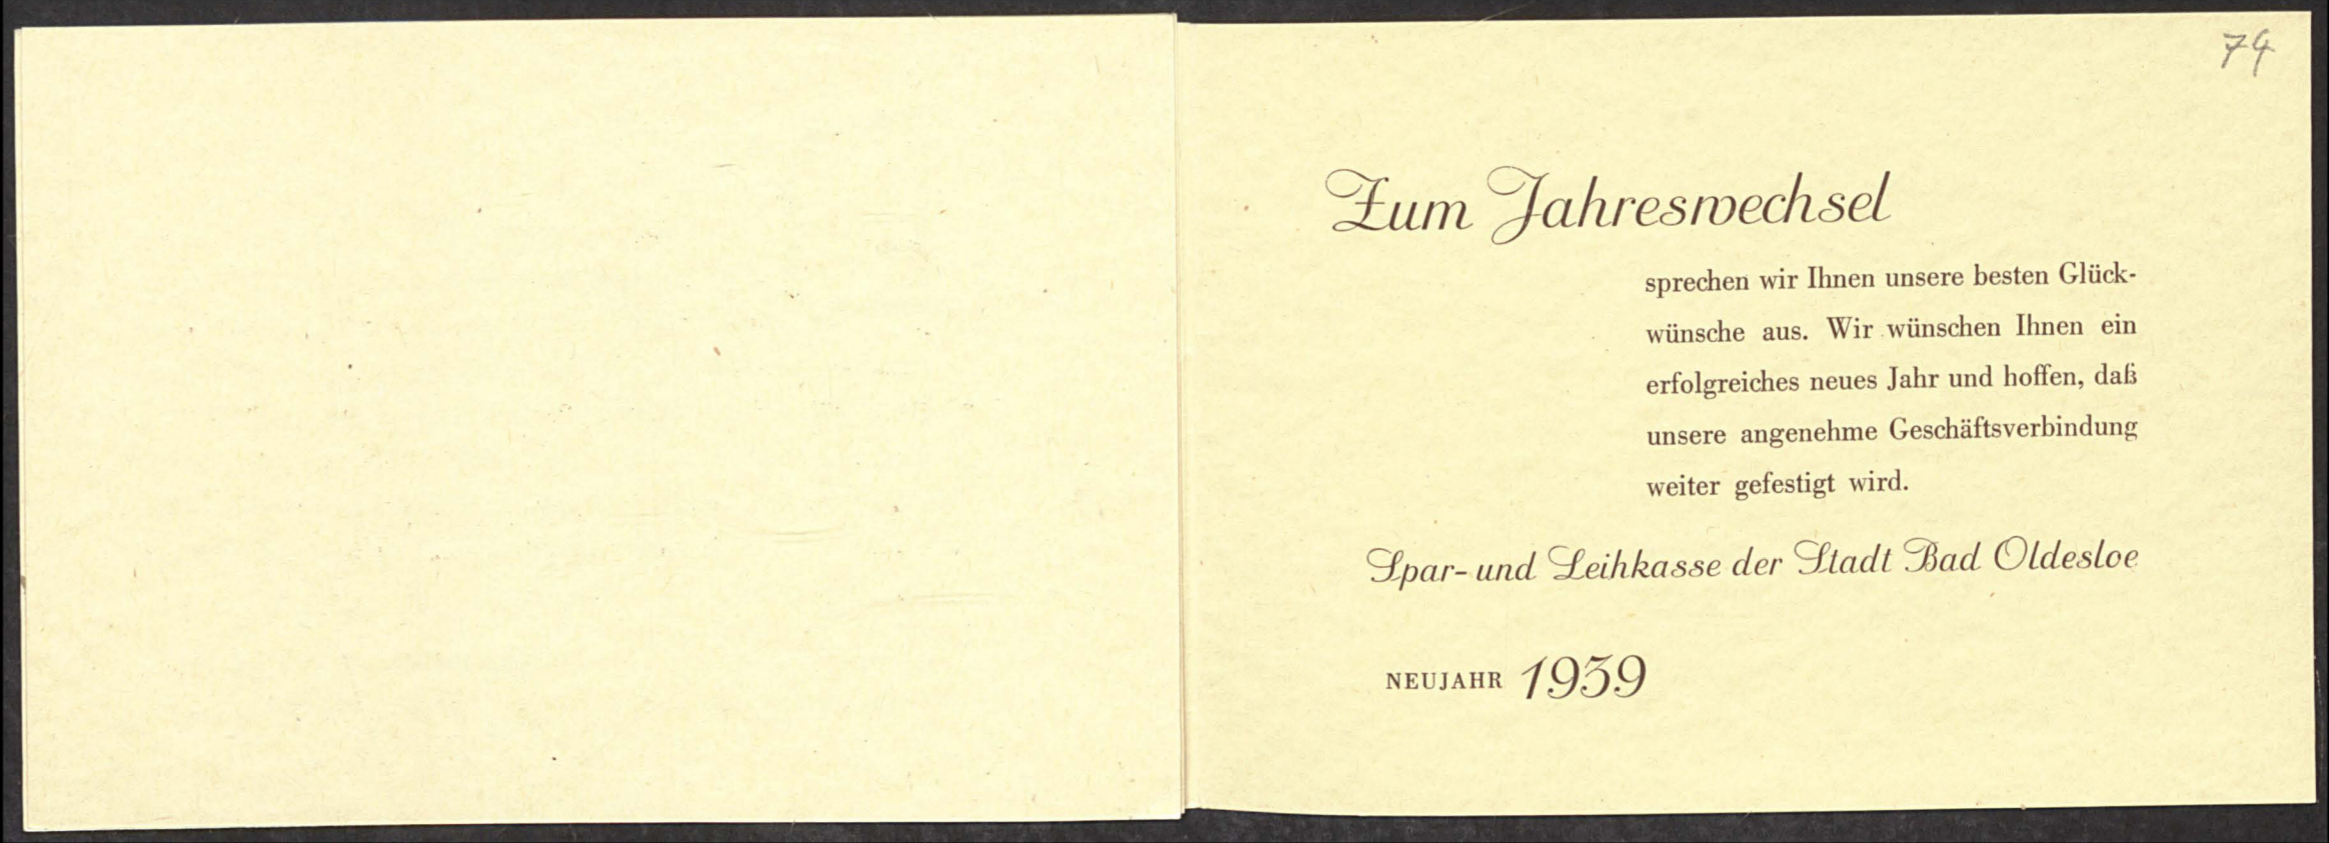 74
Zum Jahreswechsel
sprechen wir Ihnen unsere besten Glück-
wünsche aus. Wir wünschen Ihnen ein
erfolgreiches neues Jahr und hoffen, daß
unsere angenehme Geschäftsverbindung
weiter gefestigt wird.
Spar- und Leihkasse der Stadt Bad Oldesloe
NEUJAHR 1939